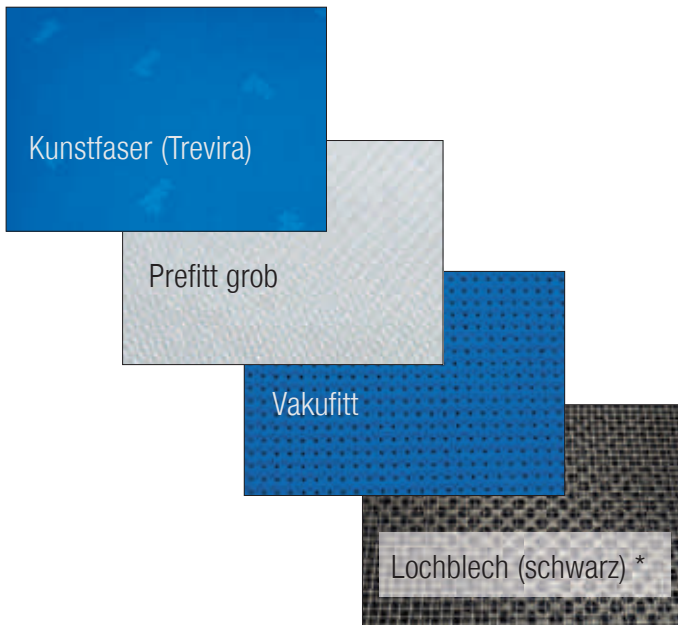 Kunstfaser (Trevira)
Prefitt grob
Vakufitt
Lochblech (schwarz) *